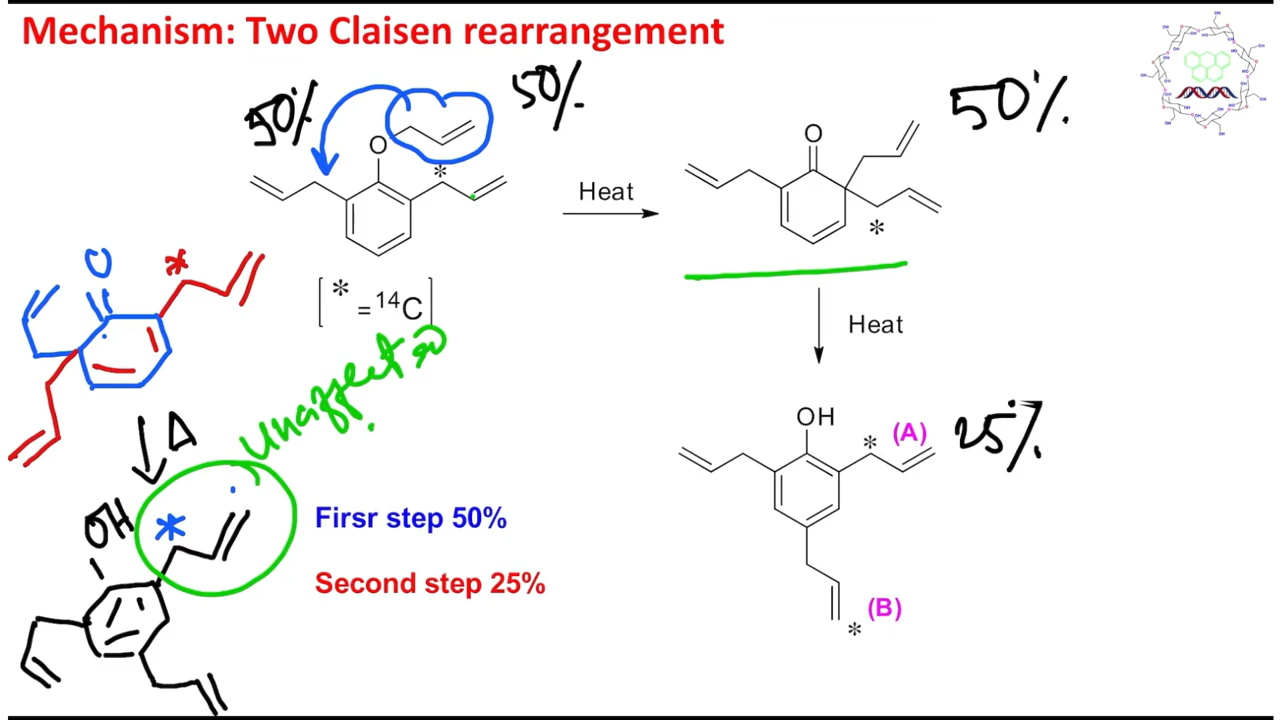 Mechanism: Two Claisen rearrangement
50%
50%
50%
O
*
Heat
O
*
[* = ¹⁴C]
O
*
Unaffected
Heat
Δ
OH
*
OH
* (A)
25%
Firsr step 50%
Second step 25%
(B)
*